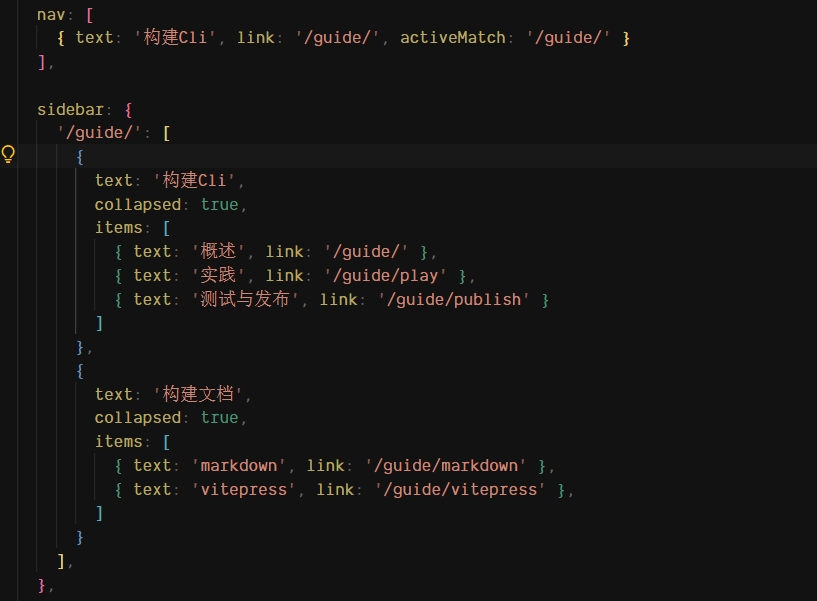 nav: [
  { text: '构建Cli', link: '/guide/', activeMatch: '/guide/' }
],
sidebar: {
  '/guide/': [
    {
      text: '构建Cli',
      collapsed: true,
      items: [
        { text: '概述', link: '/guide/' },
        { text: '实践', link: '/guide/play' },
        { text: '测试与发布', link: '/guide/publish' }
      ]
    },
    {
      text: '构建文档',
      collapsed: true,
      items: [
        { text: 'markdown', link: '/guide/markdown' },
        { text: 'vitepress', link: '/guide/vitepress' },
      ]
    }
  ],
},